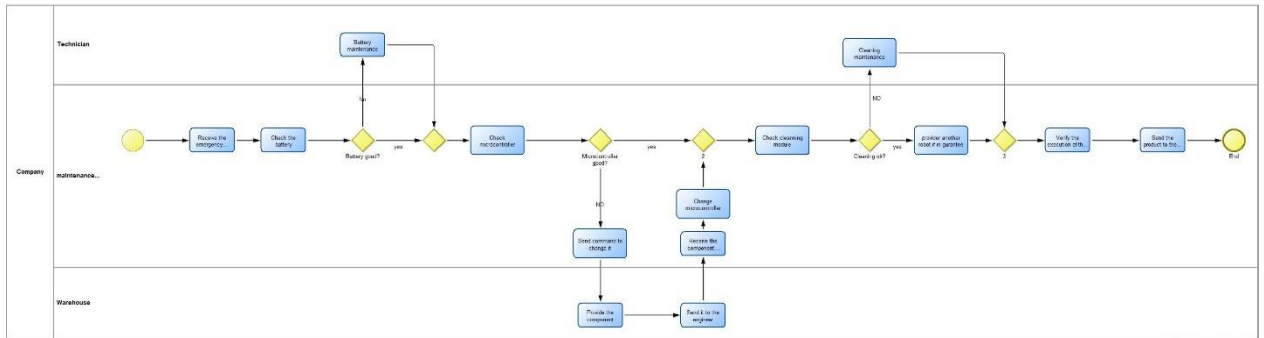 Technician
Battery
maintenance
Cleaning
maintenance
No
NO
Receive the
emergency...
Check the
battery
Battery good?
yes
Check
microcontroller
Microcontroller
good?
yes
2
Check cleanning
module
Cleaning ok?
yes
provider another
robot if in garantee
3
Verify the
execution of th...
Send the
product to the...
End
Company
maintenance...
NO
Change
microcontroller
Send command to
change it
Receive the
component...
Warehouse
Provide the
component
Send it to the
engineer